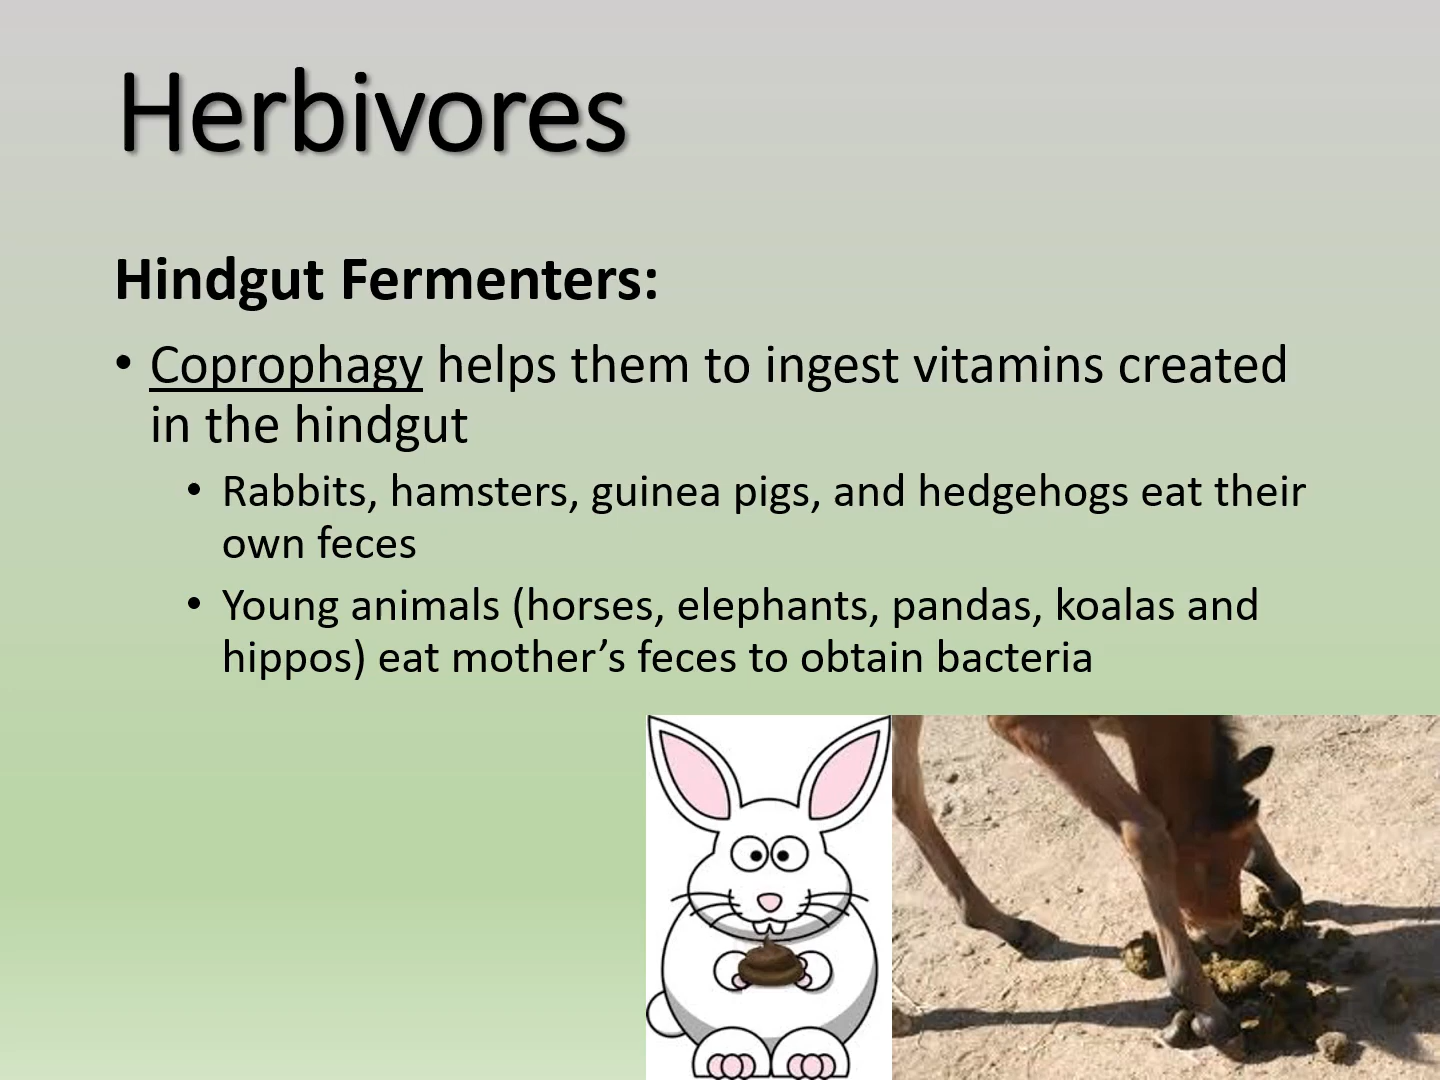 Herbivores
Hindgut Fermenters:
• Coprophagy helps them to ingest vitamins created
in the hindgut
• Rabbits, hamsters, guinea pigs, and hedgehogs eat their
own feces
• Young animals (horses, elephants, pandas, koalas and
hippos) eat mother’s feces to obtain bacteria